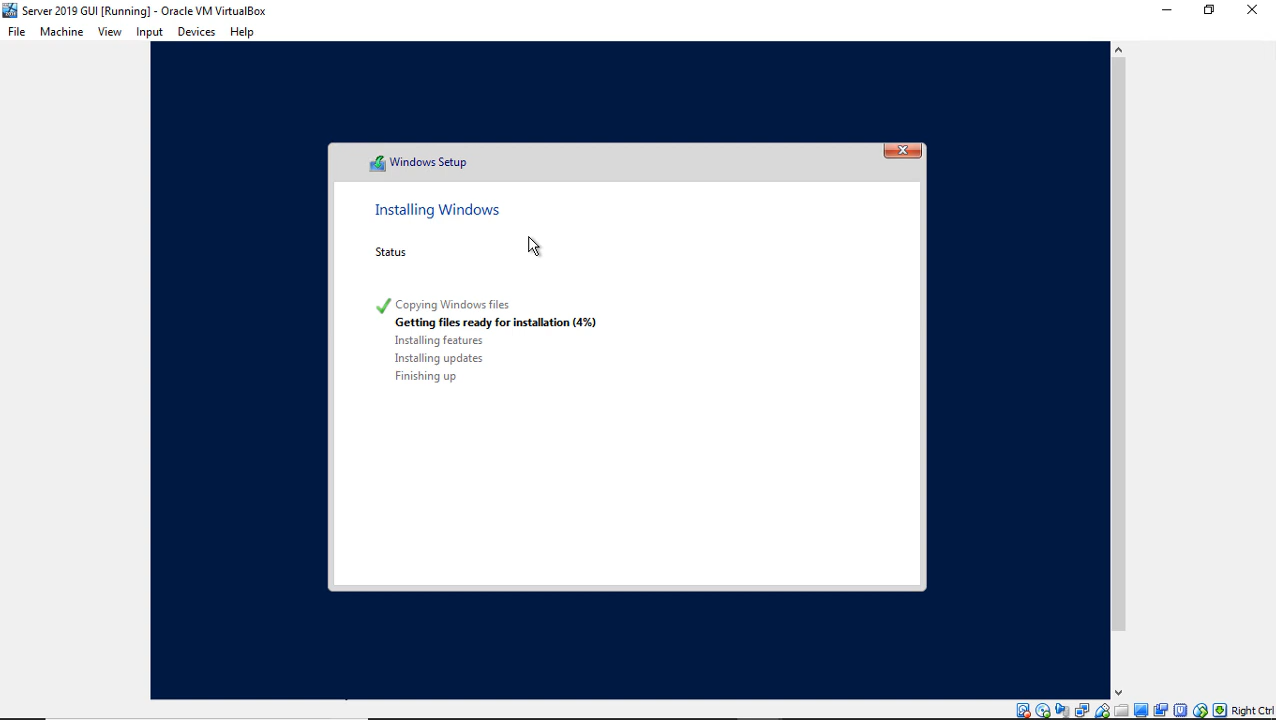 Server 2019 GUI [Running] - Oracle VM VirtualBox
File Machine View Input Devices Help
Windows Setup
Installing Windows
Status
Copying Windows files
Getting files ready for installation (4%)
Installing features
Installing updates
Finishing up
Right Ctrl